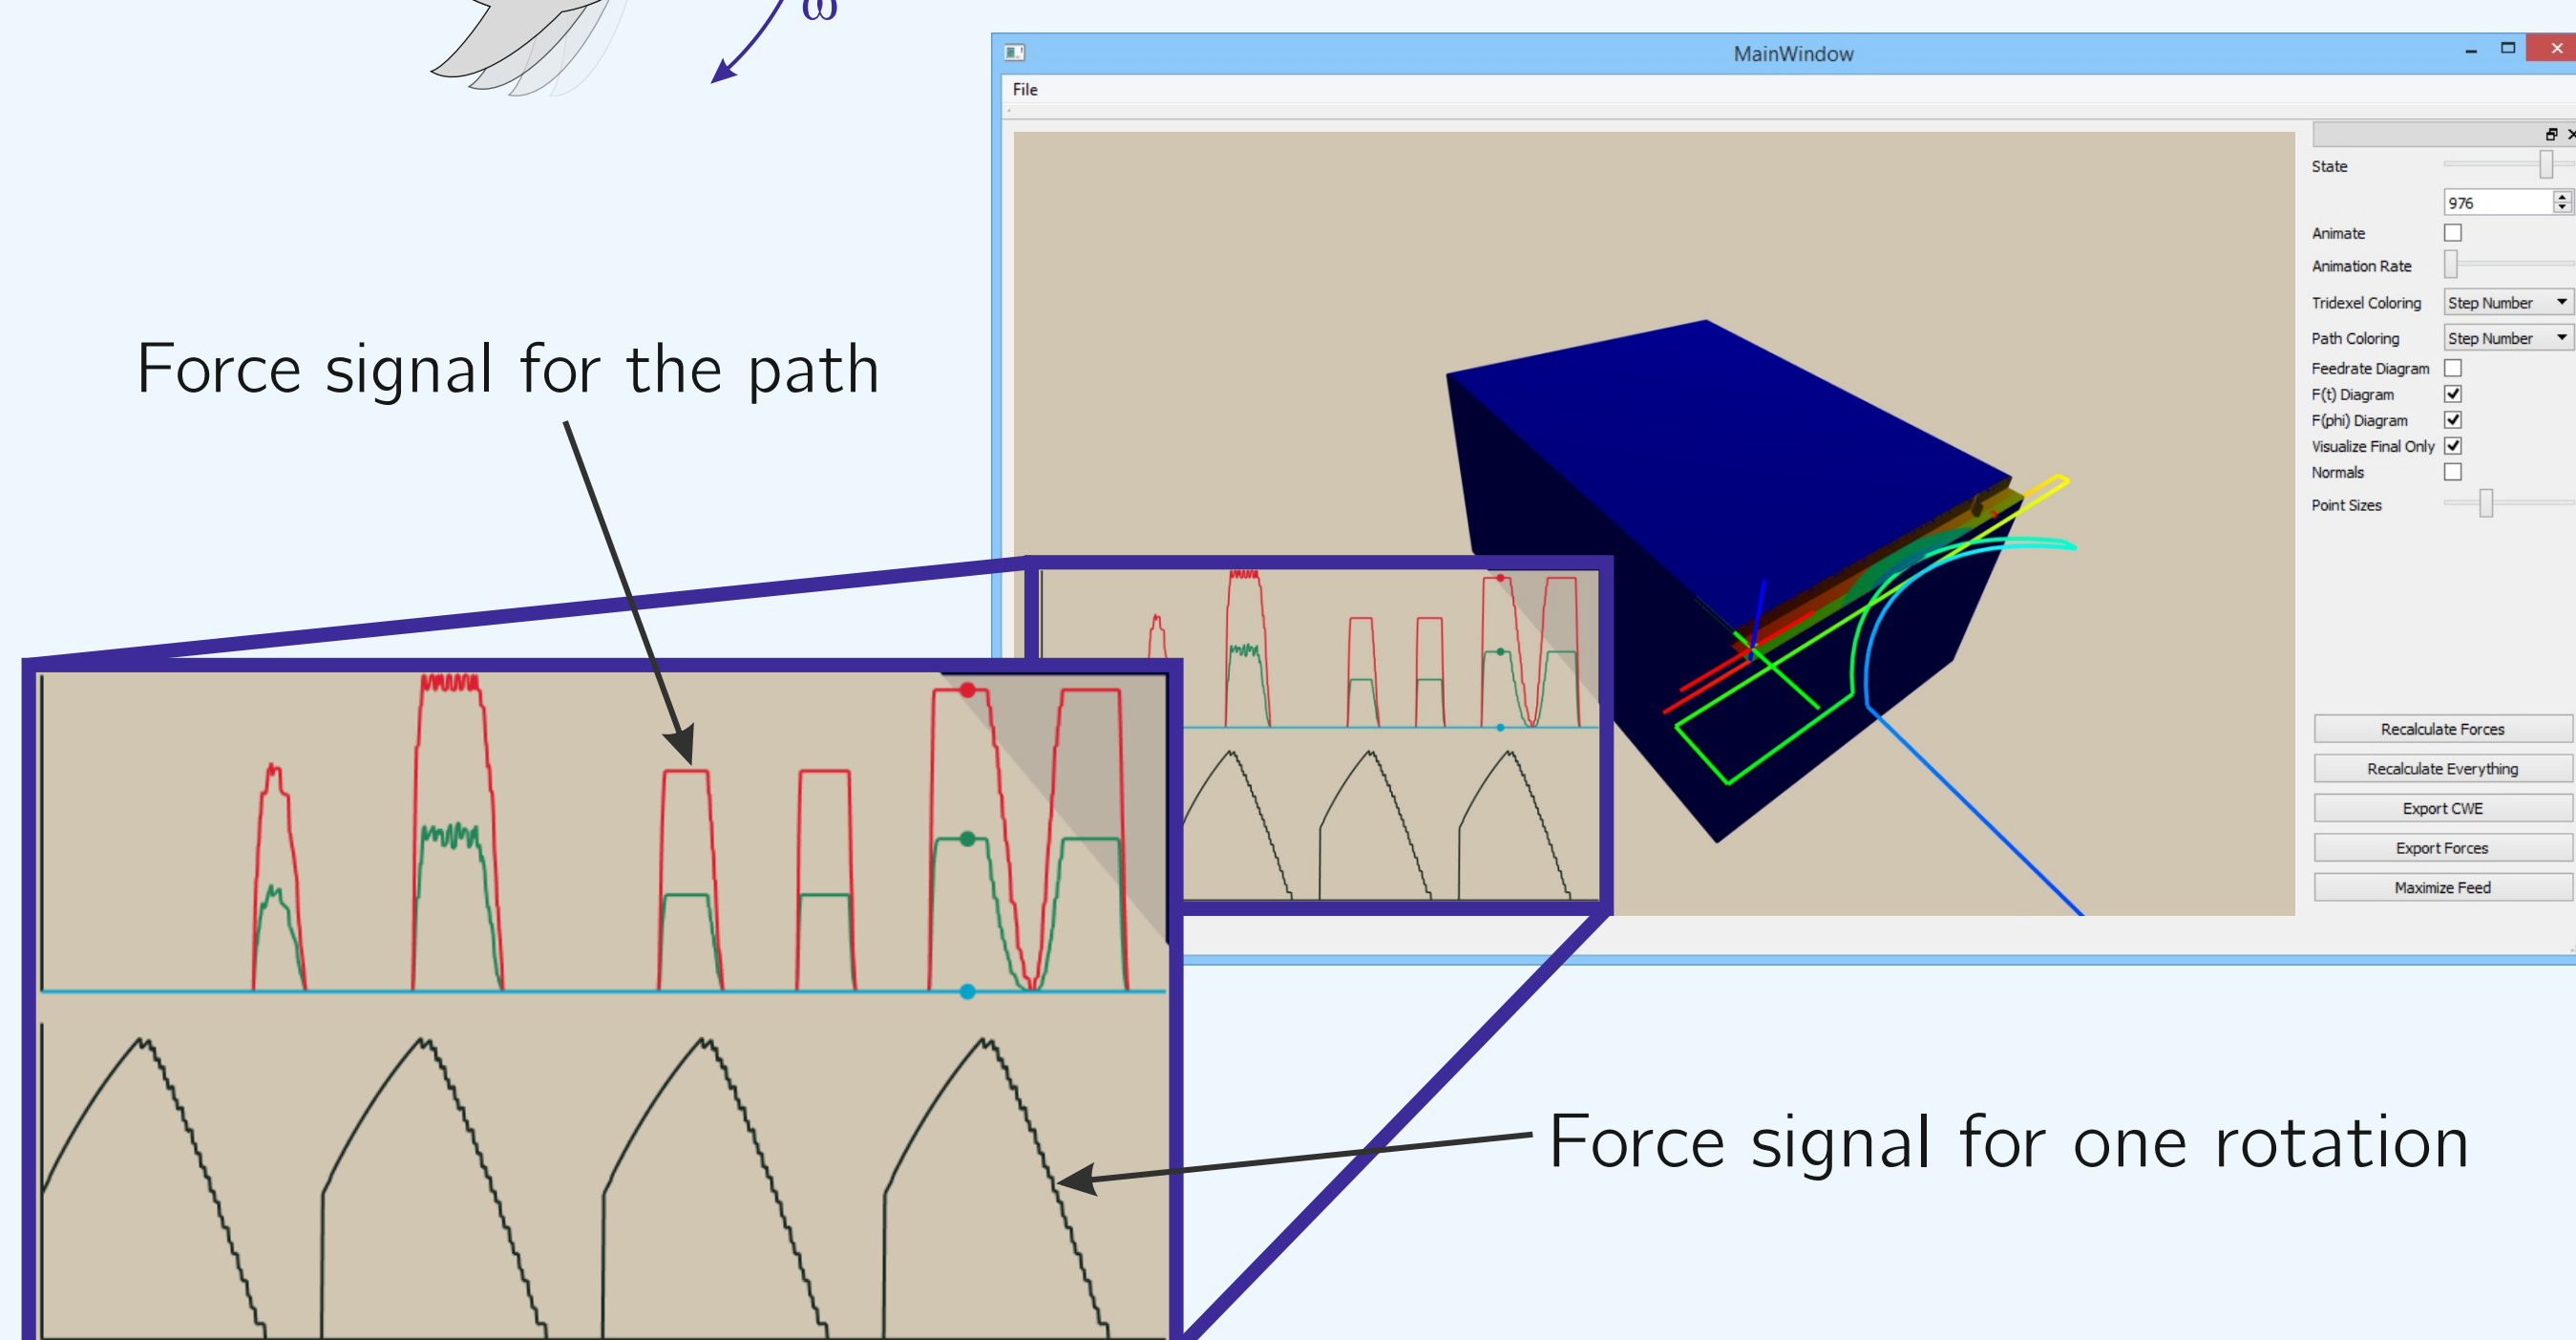 ω
MainWindow
File
State
976
Animate
Animation Rate
Tridexel Coloring Step Number
Path Coloring Step Number
Feedrate Diagram
F(t) Diagram
F(phi) Diagram
Visualize Final Only
Normals
Point Sizes
Force signal for the path
Recalculate Forces
Recalculate Everything
Export CWE
Export Forces
Maximize Feed
Force signal for one rotation